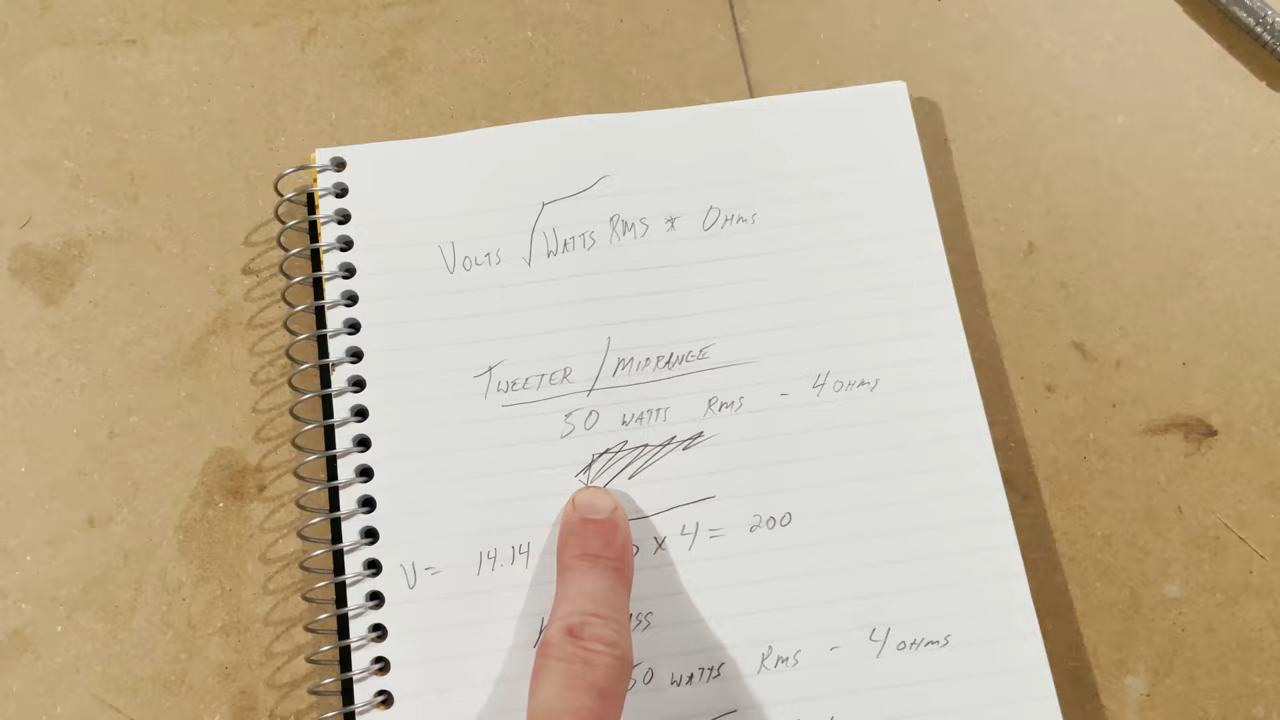 VOLTS √WATTS RMS * OHMS
TWEETER / MIDRANGE
50 WATTS RMS - 4 OHMS
V= 14.14 x 4 = 200
50 WATTS RMS - 4 OHMS